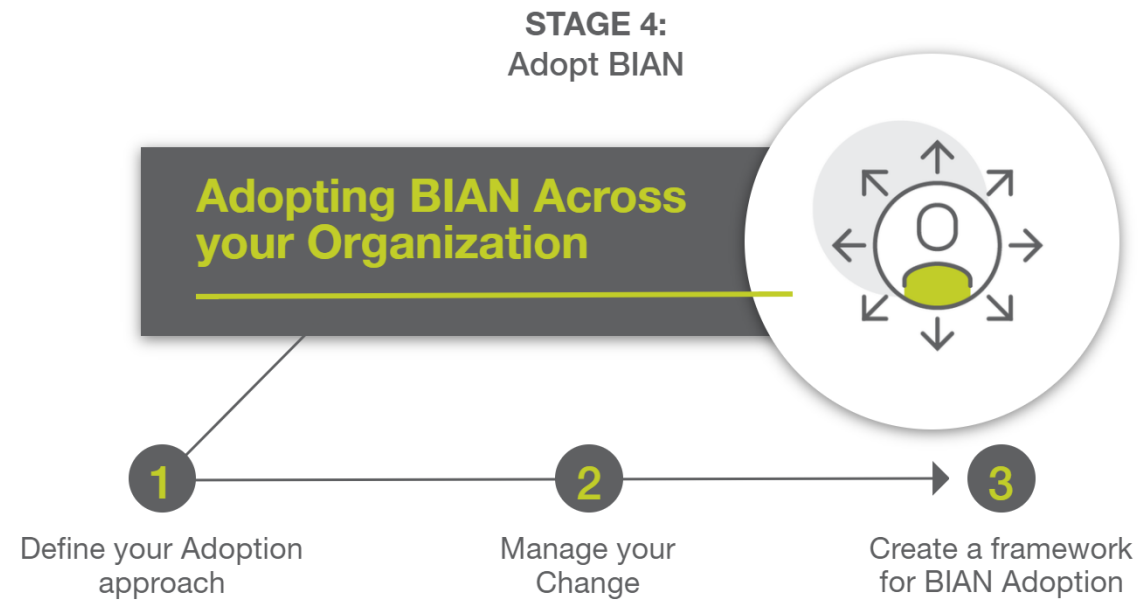 STAGE 4:
Adopt BIAN
Adopting BIAN Across
your Organization
1
Define your Adoption
approach
2
Manage your
Change
3
Create a framework
for BIAN Adoption